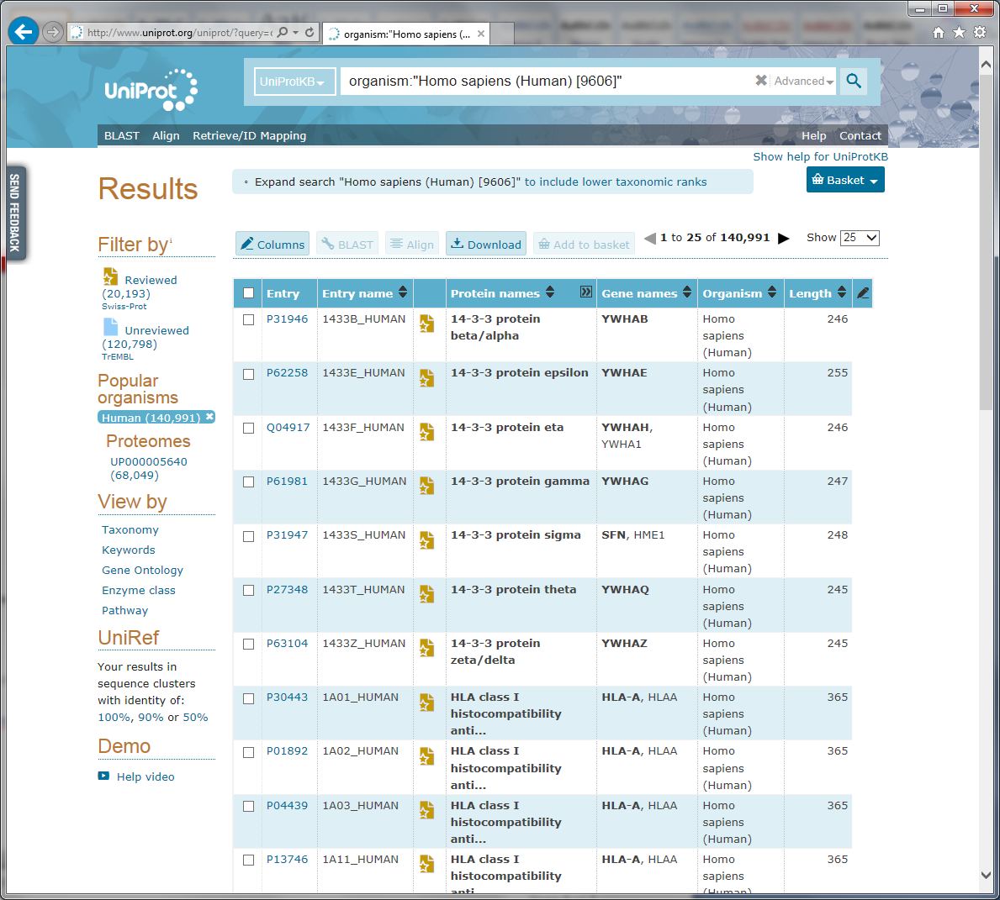 http://www.uniprot.org/uniprot/?query=
organism:"Homo sapiens (...
UniProt
UniProtKB
organism:"Homo sapiens (Human) [9606]"
Advanced
BLAST Align Retrieve/ID Mapping Help Contact
Show help for UniProtKB
SEND FEEDBACK
Results
Expand search "Homo sapiens (Human) [9606]" to include lower taxonomic ranks
Basket
Filter by i
Reviewed
(20,193)
Swiss-Prot
Unreviewed
(120,798)
TrEMBL
Popular
organisms
Human (140,991)
Proteomes
UP000005640
(68,049)
View by
Taxonomy
Keywords
Gene Ontology
Enzyme class
Pathway
UniRef
Your results in
sequence clusters
with identity of:
100%, 90% or 50%
Demo
Help video
Columns BLAST Align Download Add to basket 1 to 25 of 140,991 Show 25
Entry Entry name Protein names Gene names Organism Length
P31946 1433B_HUMAN 14-3-3 protein YWHAB Homo 246
beta/alpha sapiens
(Human)
P62258 1433E_HUMAN 14-3-3 protein epsilon YWHAE Homo 255
sapiens
(Human)
Q04917 1433F_HUMAN 14-3-3 protein eta YWHAH, Homo 246
YWHA1 sapiens
(Human)
P61981 1433G_HUMAN 14-3-3 protein gamma YWHAG Homo 247
sapiens
(Human)
P31947 1433S_HUMAN 14-3-3 protein sigma SFN, HME1 Homo 248
sapiens
(Human)
P27348 1433T_HUMAN 14-3-3 protein theta YWHAQ Homo 245
sapiens
(Human)
P63104 1433Z_HUMAN 14-3-3 protein YWHAZ Homo 245
zeta/delta sapiens
(Human)
P30443 1A01_HUMAN HLA class I HLA-A, HLAA Homo 365
histocompatibility sapiens
anti... (Human)
P01892 1A02_HUMAN HLA class I HLA-A, HLAA Homo 365
histocompatibility sapiens
anti... (Human)
P04439 1A03_HUMAN HLA class I HLA-A, HLAA Homo 365
histocompatibility sapiens
anti... (Human)
P13746 1A11_HUMAN HLA class I HLA-A, HLAA Homo 365
histocompatibility sapiens
anti... (Human)